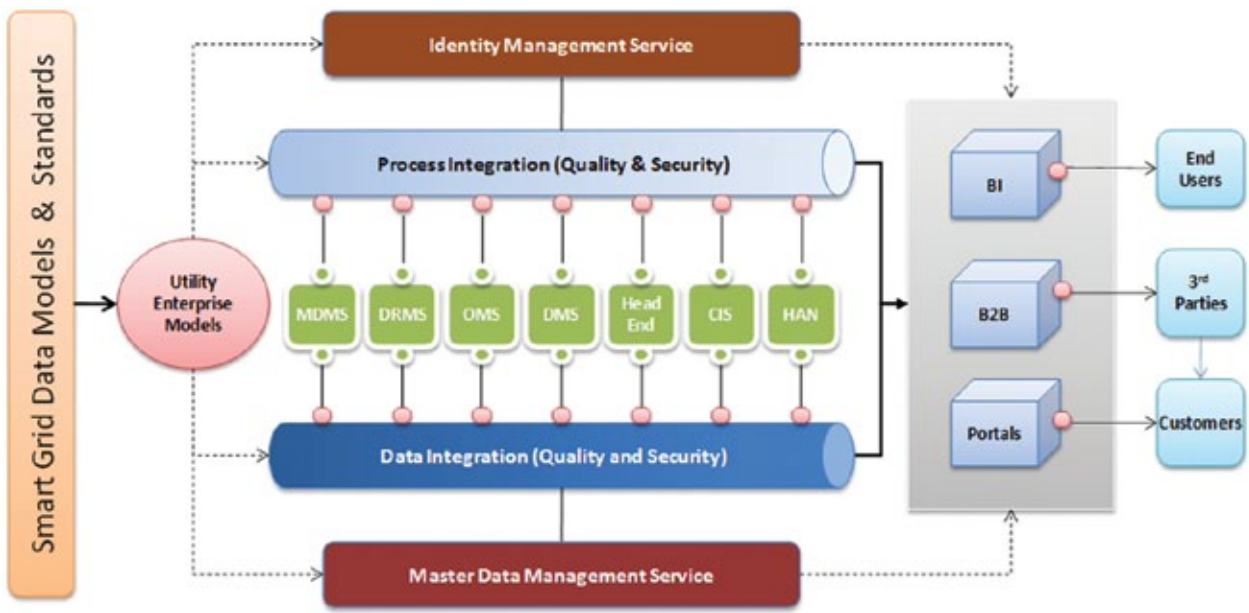 Smart Grid Data Models & Standards
Identity Management Service
Process Integration (Quality & Security)
Utility
Enterprise
Models
MDMS
DRMS
OMS
DMS
Head
End
CIS
HAN
Data Integration (Quality and Security)
Master Data Management Service
BI
B2B
Portals
End
Users
3rd
Parties
Customers